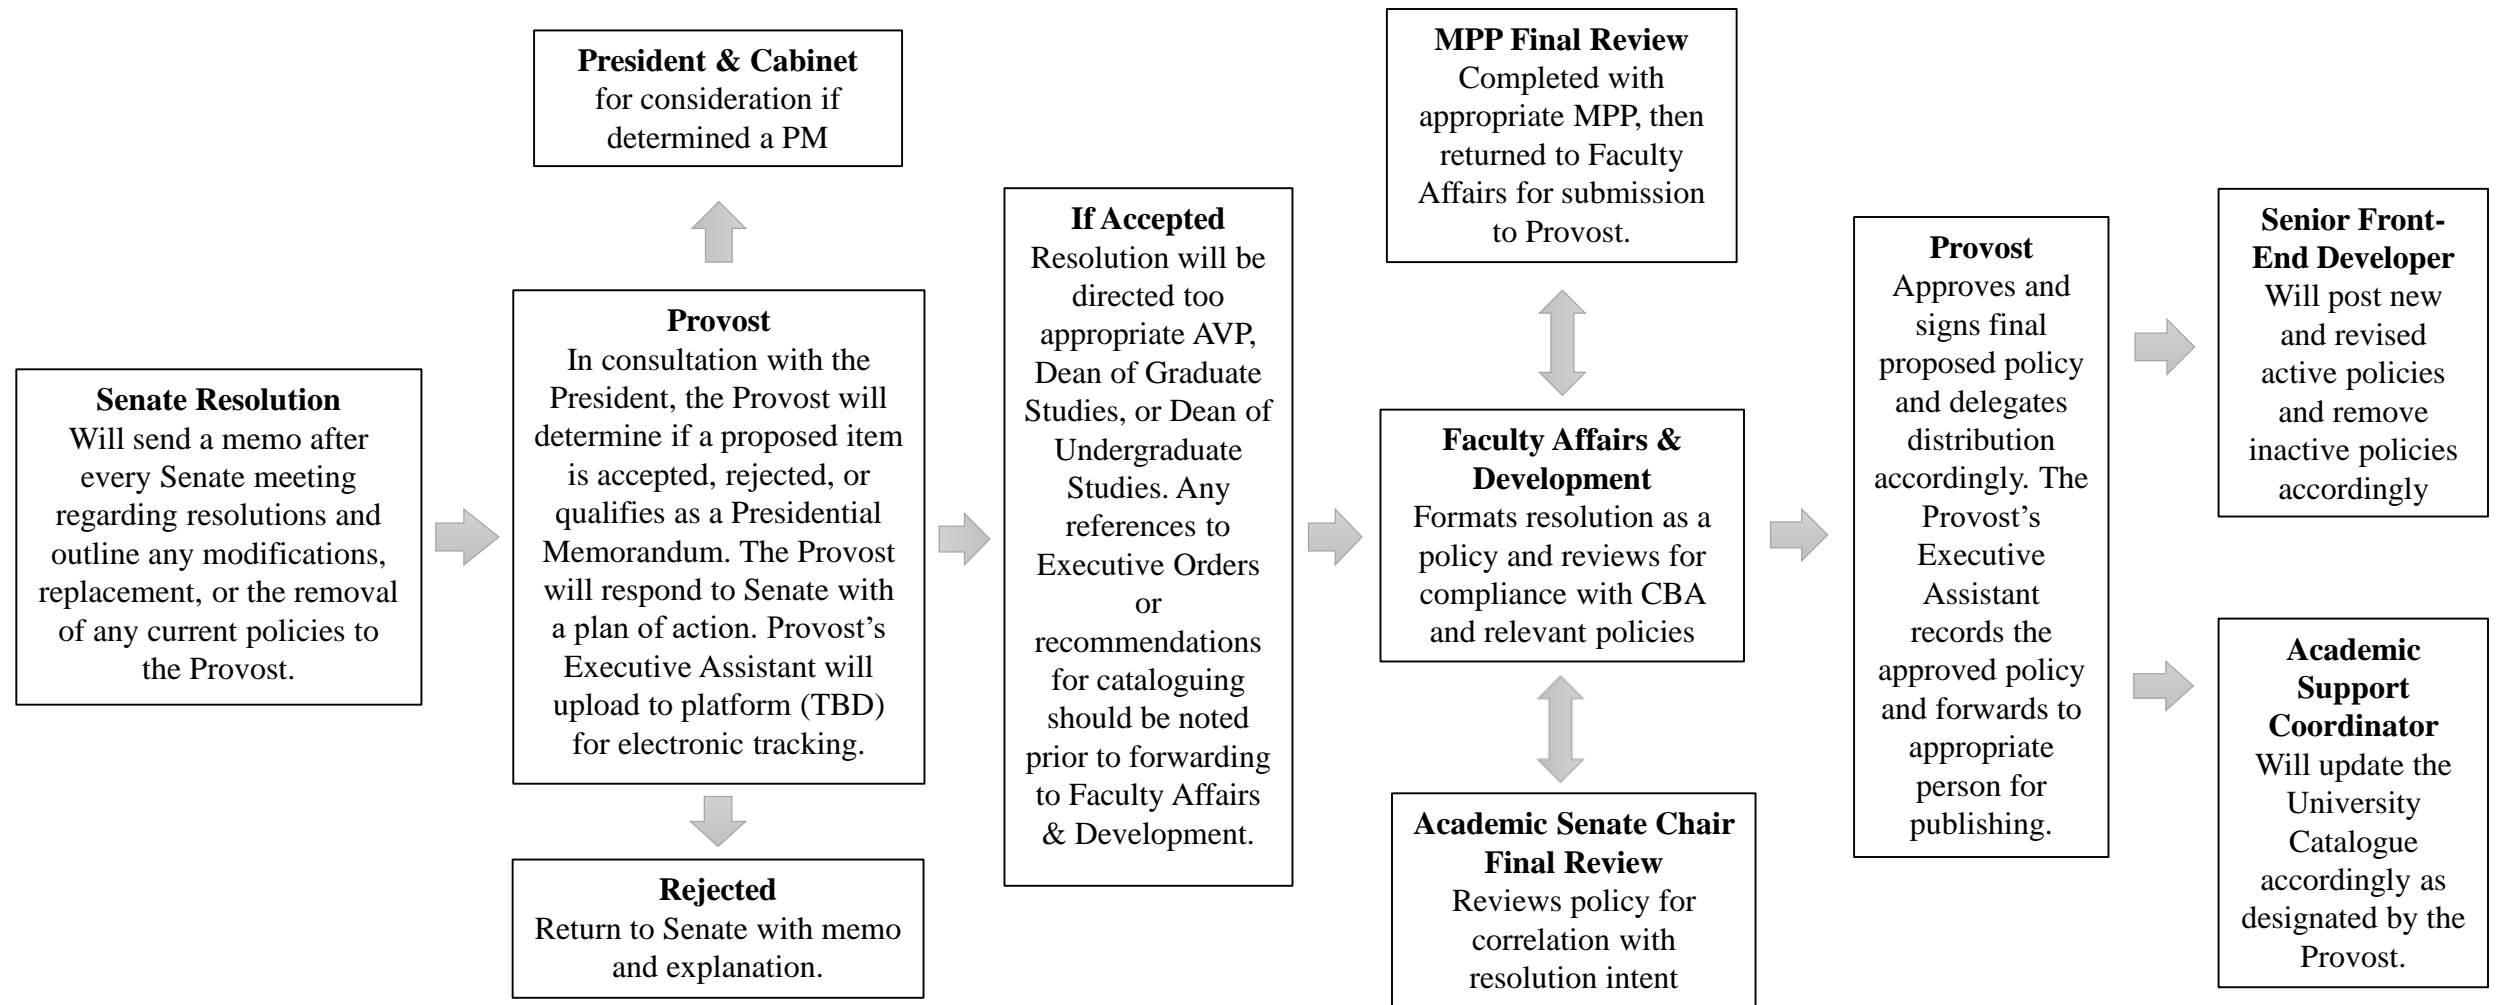 Senate Resolution
Will send a memo after
every Senate meeting
regarding resolutions and
outline any modifications,
replacement, or the removal
of any current policies to
the Provost.
President & Cabinet
for consideration if
determined a PM
Provost
In consultation with the
President, the Provost will
determine if a proposed item
is accepted, rejected, or
qualifies as a Presidential
Memorandum. The Provost
will respond to Senate with
a plan of action. Provost’s
Executive Assistant will
upload to platform (TBD)
for electronic tracking.
Rejected
Return to Senate with memo
and explanation.
If Accepted
Resolution will be
directed too
appropriate AVP,
Dean of Graduate
Studies, or Dean of
Undergraduate
Studies. Any
references to
Executive Orders
or
recommendations
for cataloguing
should be noted
prior to forwarding
to Faculty Affairs
& Development.
MPP Final Review
Completed with
appropriate MPP, then
returned to Faculty
Affairs for submission
to Provost.
Faculty Affairs &
Development
Formats resolution as a
policy and reviews for
compliance with CBA
and relevant policies
Academic Senate Chair
Final Review
Reviews policy for
correlation with
resolution intent
Provost
Approves and
signs final
proposed policy
and delegates
distribution
accordingly. The
Provost’s
Executive
Assistant
records the
approved policy
and forwards to
appropriate
person for
publishing.
Senior Front-
End Developer
Will post new
and revised
active policies
and remove
inactive policies
accordingly
Academic
Support
Coordinator
Will update the
University
Catalogue
accordingly as
designated by the
Provost.